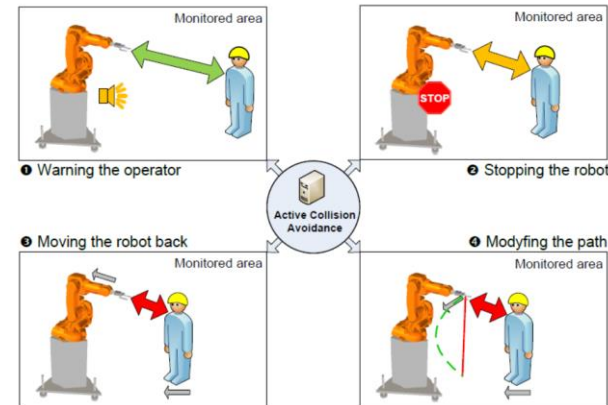 Monitored area
Monitored area
STOP
❶ Warning the operator
❷ Stopping the robot
Active Collision
Avoidance
❸ Moving the robot back
❹ Modyfing the path
Monitored area
Monitored area